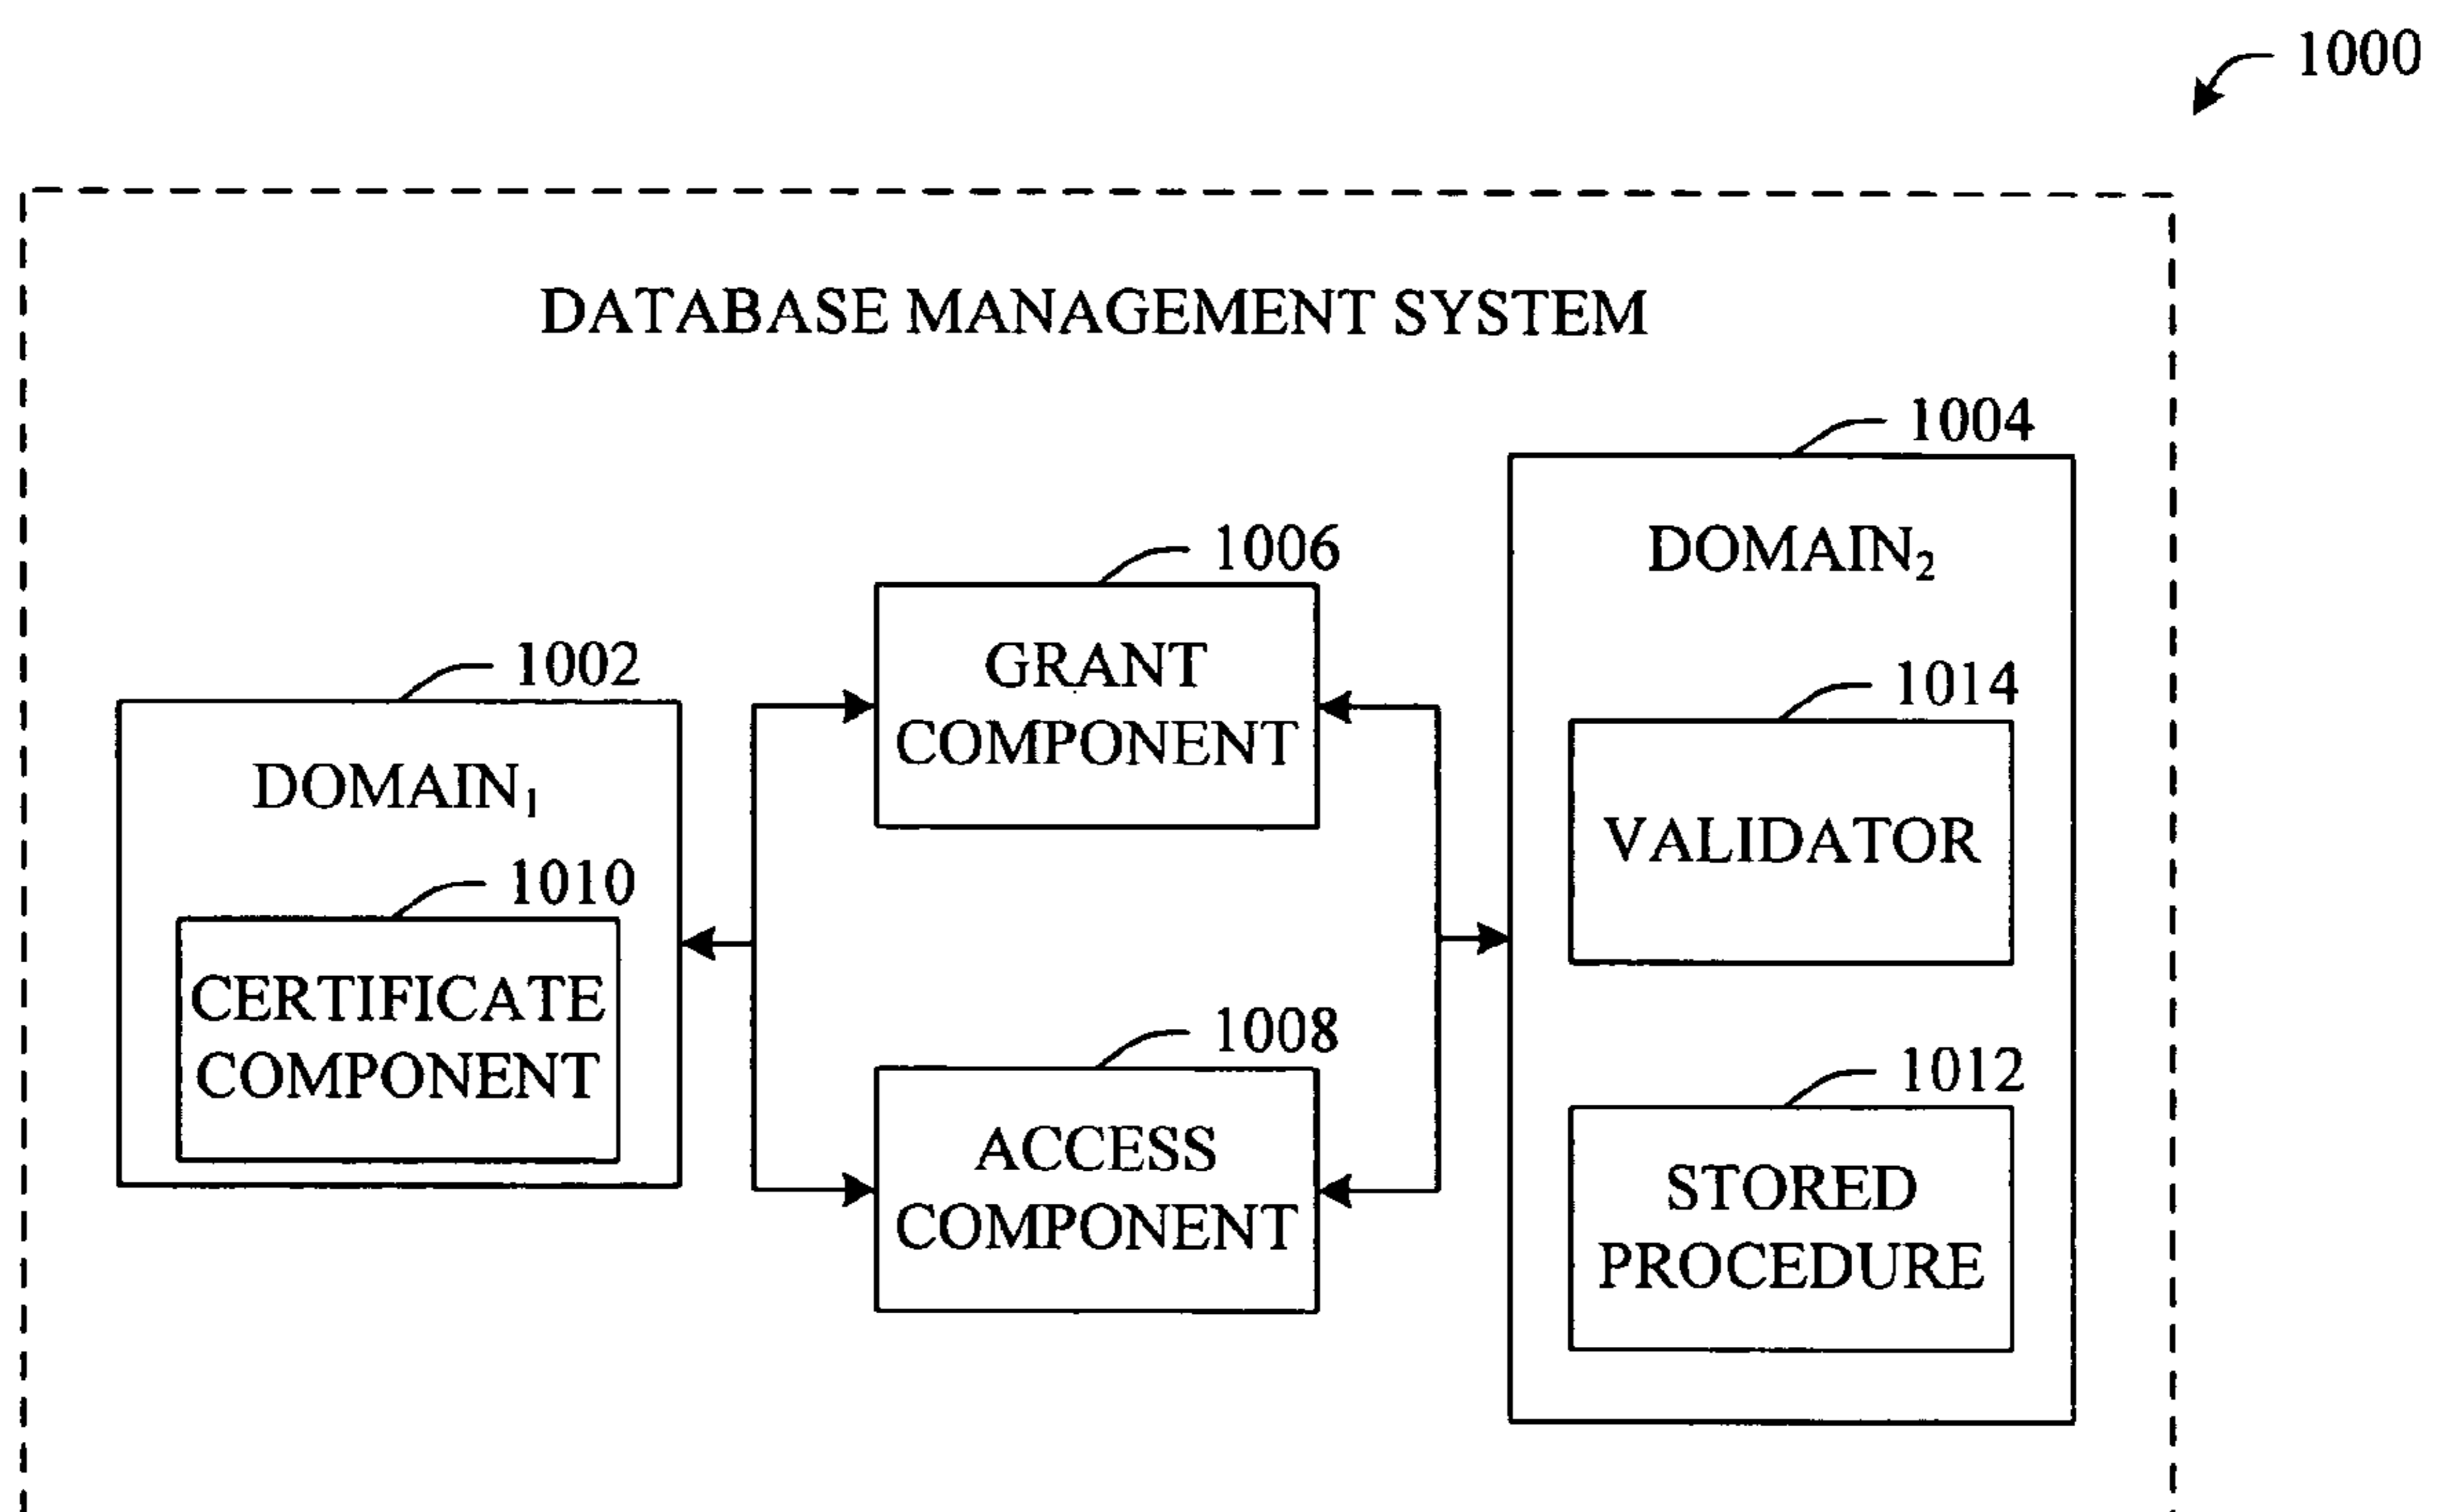 1000
DATABASE MANAGEMENT SYSTEM
1002
DOMAIN₁
1010
CERTIFICATE
COMPONENT
1006
GRANT
COMPONENT
1008
ACCESS
COMPONENT
1004
DOMAIN₂
1014
VALIDATOR
1012
STORED
PROCEDURE